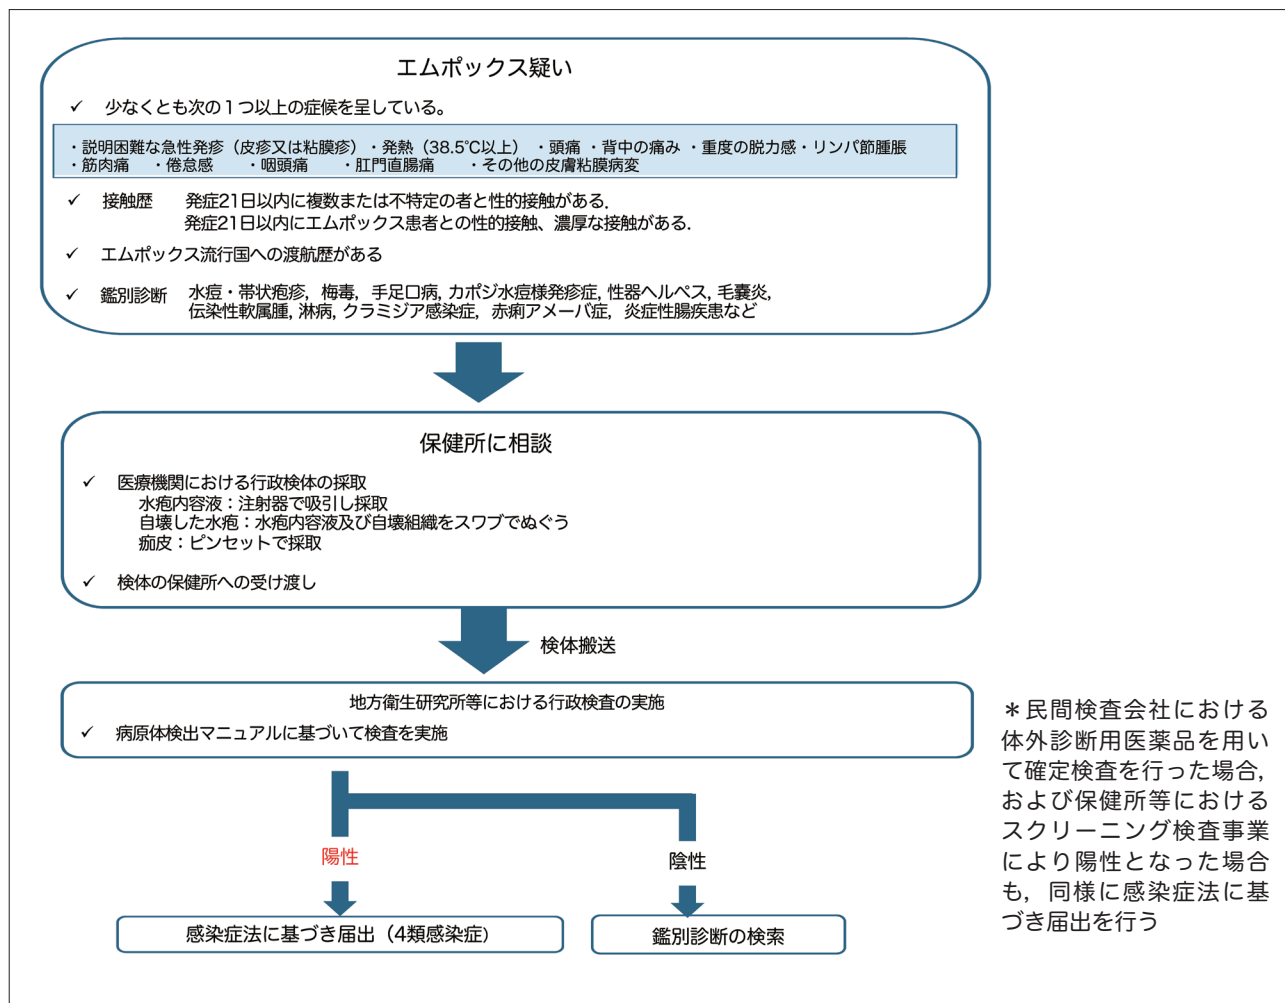 エムポックス疑い
✓ 少なくとも次の1つ以上の症候を呈している。
・説明困難な急性発疹（皮疹又は粘膜疹）・発熱（38.5℃以上）・頭痛・背中の痛み・重度の脱力感・リンパ節腫脹
・筋肉痛 ・倦怠感 ・咽頭痛 ・肛門直腸痛 ・その他の皮膚粘膜病変
✓ 接触歴 発症21日以内に複数または不特定の者と性的接触がある.
発症21日以内にエムポックス患者との性的接触、濃厚な接触がある.
✓ エムポックス流行国への渡航歴がある
✓ 鑑別診断 水痘・帯状疱疹, 梅毒, 手足口病, カポジ水痘様発疹症, 性器ヘルペス, 毛嚢炎,
伝染性軟属腫, 淋病, クラミジア感染症, 赤痢アメーバ症, 炎症性腸疾患など
保健所に相談
✓ 医療機関における行政検体の採取
水疱内容液：注射器で吸引し採取
自壊した水疱：水疱内容液及び自壊組織をスワブでぬぐう
痂皮：ピンセットで採取
✓ 検体の保健所への受け渡し
検体搬送
地方衛生研究所等における行政検査の実施
✓ 病原体検出マニュアルに基づいて検査を実施
陽性
陰性
感染症法に基づき届出（4類感染症）
鑑別診断の検索
＊民間検査会社における
体外診断用医薬品を用い
て確定検査を行った場合,
および保健所等における
スクリーニング検査事業
により陽性となった場合
も, 同様に感染症法に基
づき届出を行う